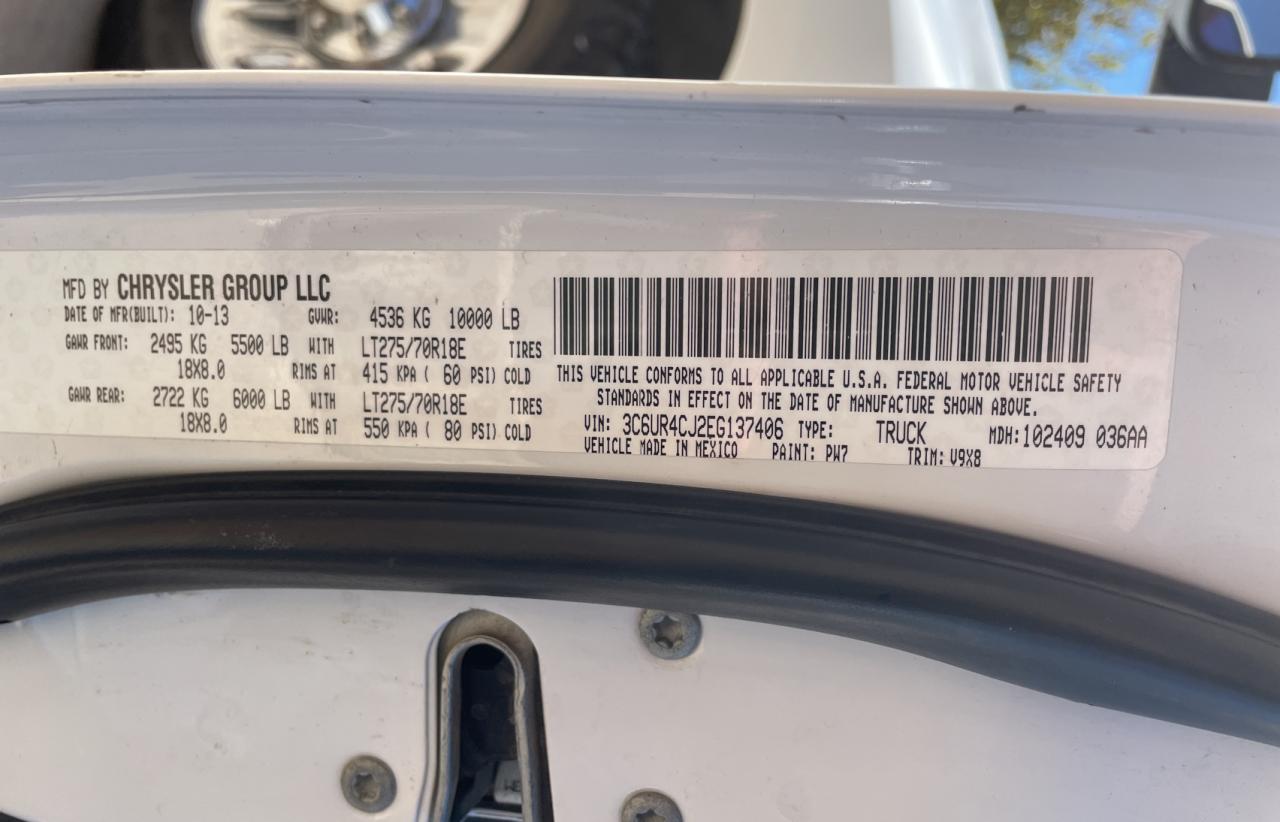 MFD BY CHRYSLER GROUP LLC
DATE OF MFR(BUILT): 10-13 GVWR: 4536 KG 10000 LB
GAWR FRONT: 2495 KG 5500 LB WITH LT275/70R18E TIRES
18X8.0 RIMS AT 415 KPA ( 60 PSI) COLD
GAWR REAR: 2722 KG 6000 LB WITH LT275/70R18E TIRES
18X8.0 RIMS AT 550 KPA ( 80 PSI) COLD
THIS VEHICLE CONFORMS TO ALL APPLICABLE U.S.A. FEDERAL MOTOR VEHICLE SAFETY
STANDARDS IN EFFECT ON THE DATE OF MANUFACTURE SHOWN ABOVE.
VIN: 3C6UR4CJ2EG137406 TYPE: TRUCK MDH: 102409 036AA
VEHICLE MADE IN MEXICO PAINT: PW7 TRIM: V9X8